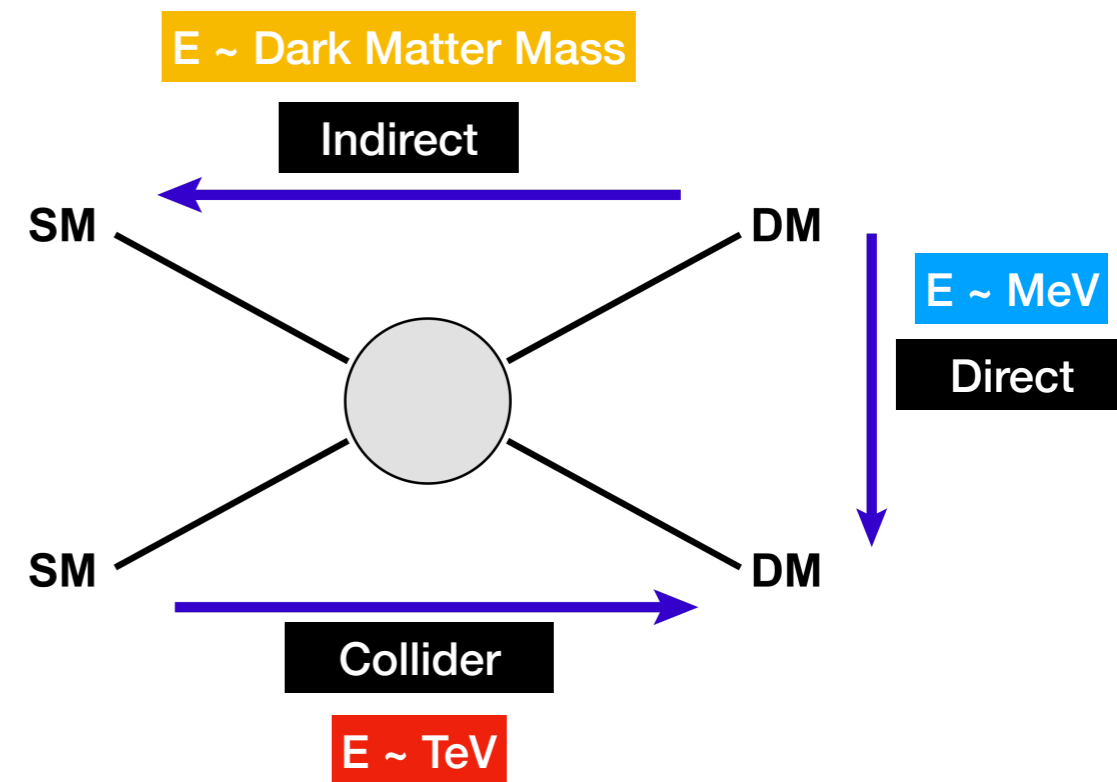 E ~ Dark Matter Mass
Indirect
SM
DM
E ~ MeV
Direct
SM
DM
Collider
E ~ TeV